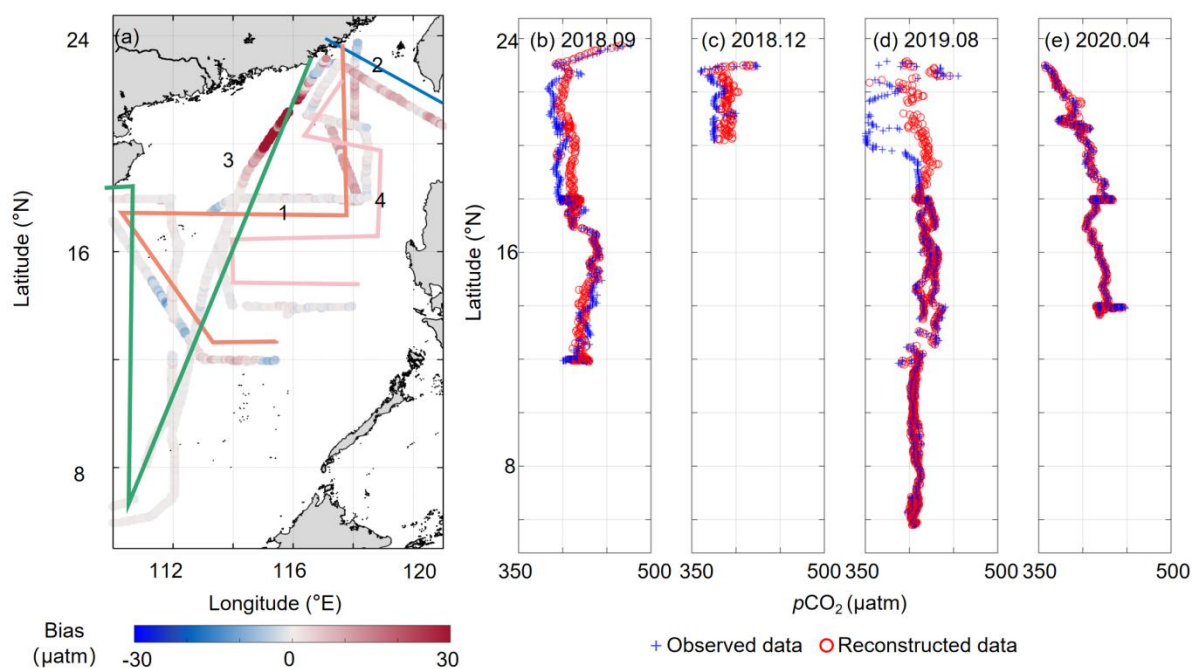 (a)
24
16
8
Latitude (°N)
1
2
3
4
112
116
120
Longitude (°E)
Bias
(μatm)
-30
0
30
(b) 2018.09
(c) 2018.12
(d) 2019.08
(e) 2020.04
24
16
8
Latitude (°N)
350
500
350
500
350
500
350
500
pCO₂ (μatm)
+ Observed data
Reconstructed data